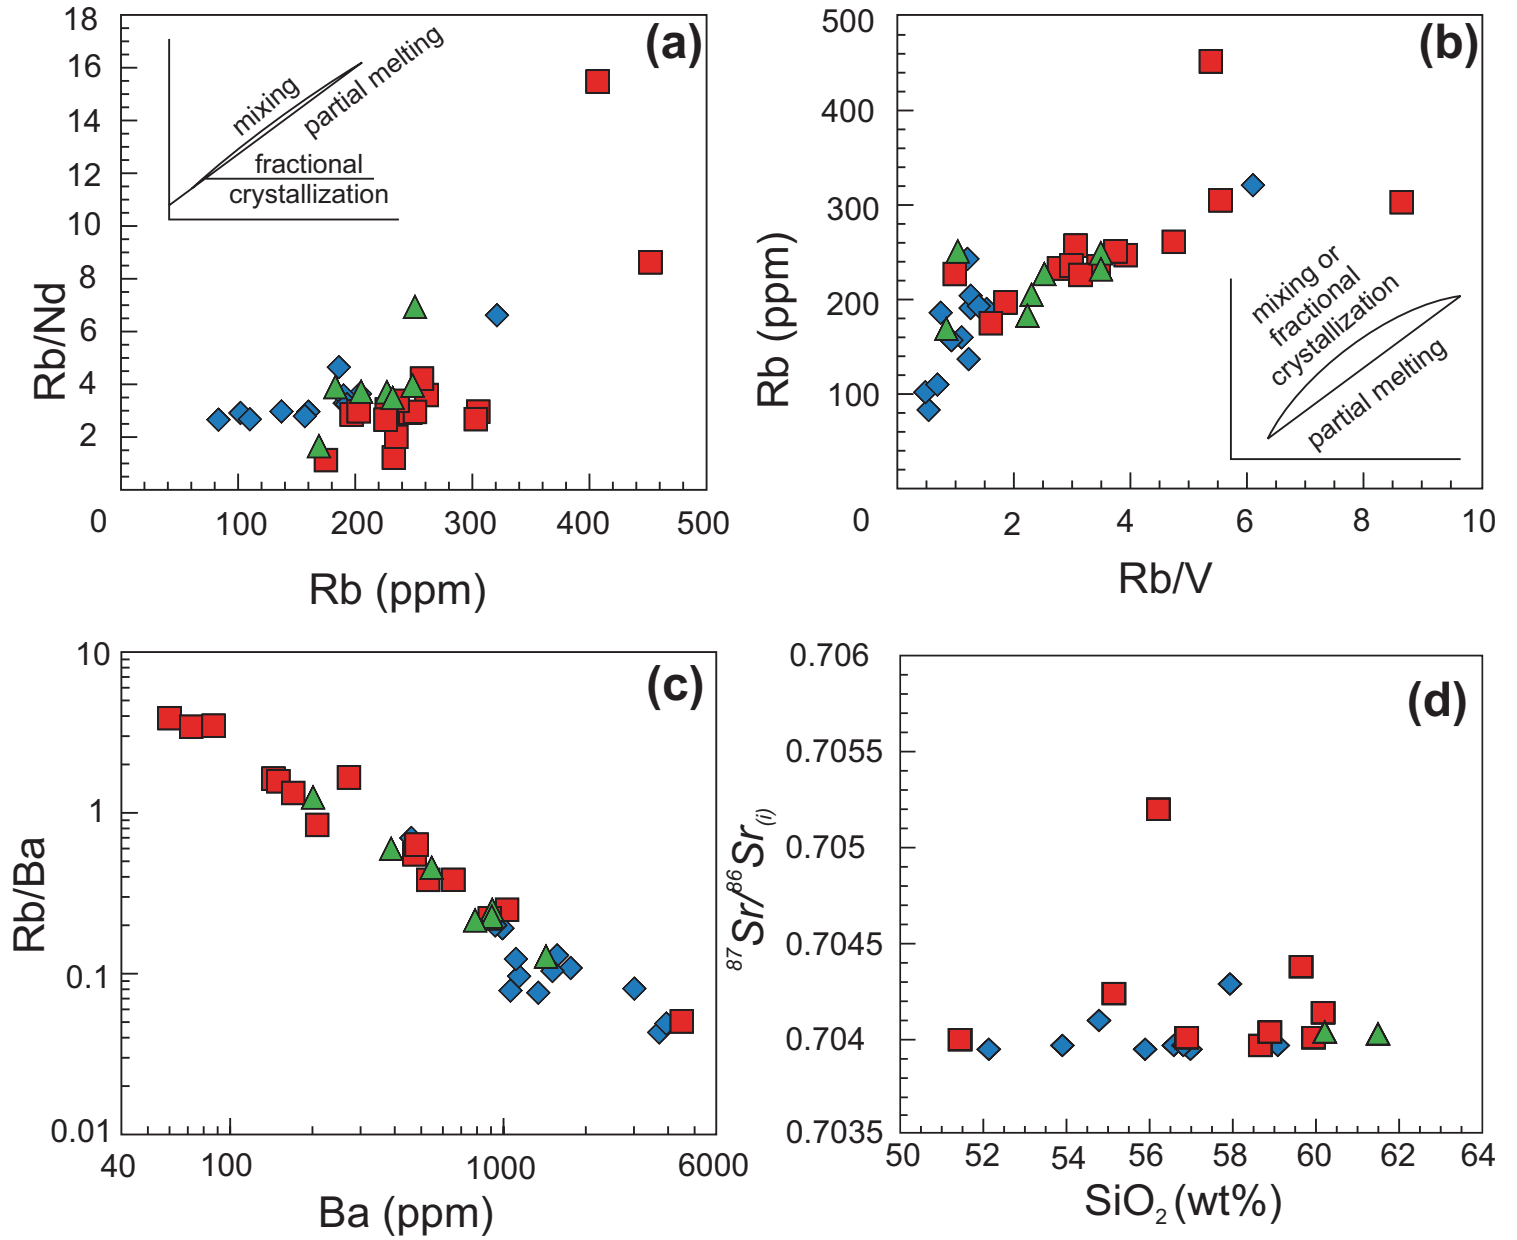 (a)
18
16
14
12
10
8
6
4
2
0
100
200
300
400
500
Rb/Nd
Rb (ppm)
mixing
partial melting
fractional
crystallization
(b)
500
400
300
200
100
0
2
4
6
8
10
Rb (ppm)
Rb/V
mixing or
fractional
crystallization
partial melting
(c)
10
1
0.1
0.01
40
100
1000
6000
Rb/Ba
Ba (ppm)
(d)
0.706
0.7055
0.705
0.7045
0.704
0.7035
50
52
54
56
58
60
62
64
87Sr/86Sr(i)
SiO2 (wt%)